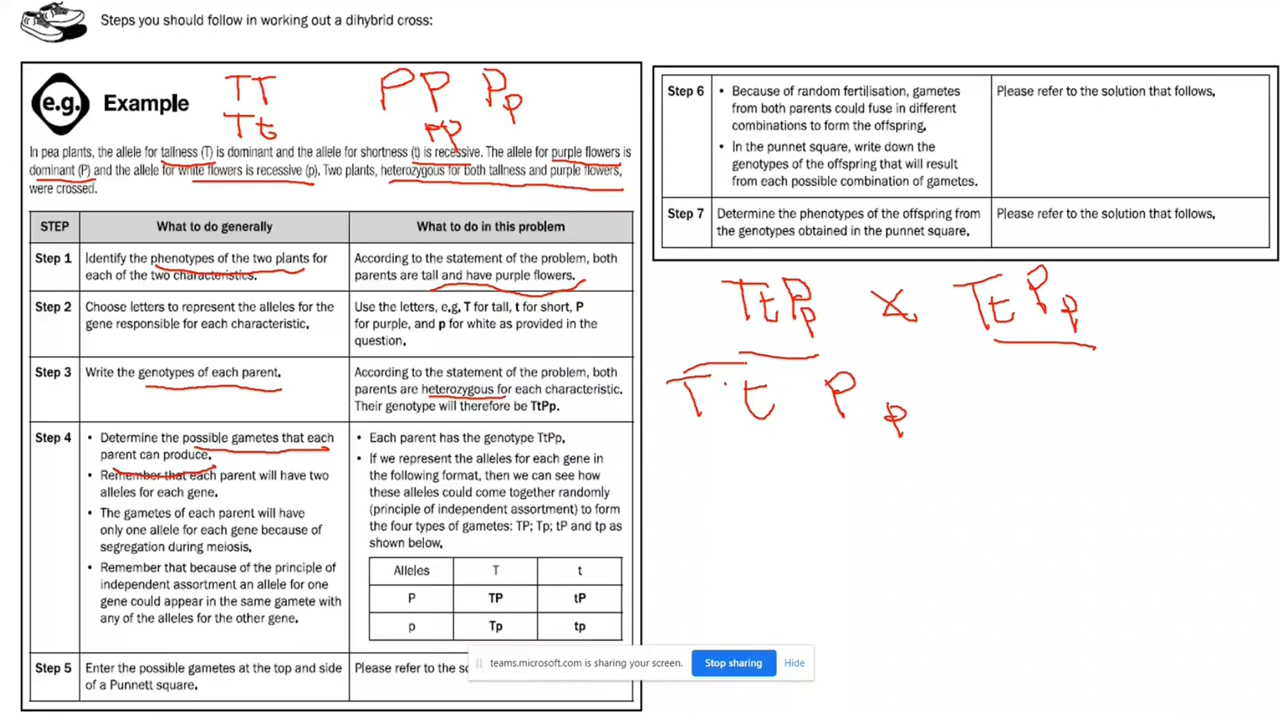 Steps you should follow in working out a dihybrid cross:
e.g. Example
TT
Tt
PP Pp
pp
In pea plants, the allele for tallness (T) is dominant and the allele for shortness (t) is recessive. The allele for purple flowers is
dominant (P) and the allele for white flowers is recessive (p). Two plants, heterozygous for both tallness and purple flowers,
were crossed.
STEP What to do generally What to do in this problem
Step 1
Identify the phenotypes of the two plants for
each of the two characteristics.
According to the statement of the problem, both
parents are tall and have purple flowers.
Step 2
Choose letters to represent the alleles for the
gene responsible for each characteristic.
Use the letters, e.g, T for tall, t for short, P
for purple, and p for white as provided in the
question.
Step 3
Write the genotypes of each parent.
According to the statement of the problem, both
parents are heterozygous for each characteristic.
Their genotype will therefore be TtPp.
Step 4
• Determine the possible gametes that each
parent can produce.
• Remember that each parent will have two
alleles for each gene.
• The gametes of each parent will have
only one allele for each gene because of
segregation during meiosis.
• Remember that because of the principle of
independent assortment an allele for one
gene could appear in the same gamete with
any of the alleles for the other gene.
• Each parent has the genotype TtPp.
• If we represent the alleles for each gene in
the following format, then we can see how
these alleles could come together randomly
(principle of independent assortment) to form
the four types of gametes: TP; Tp; tP and tp as
shown below.
Alleles T t
P TP tP
p Tp tp
Step 5
Enter the possible gametes at the top and side
of a Punnett square.
Please refer to the so
Step 6
• Because of random fertilisation, gametes
from both parents could fuse in different
combinations to form the offspring.
• In the punnet square, write down the
genotypes of the offspring that will result
from each possible combination of gametes.
Please refer to the solution that follows.
Step 7
Determine the phenotypes of the offspring from
the genotypes obtained in the punnet square.
Please refer to the solution that follows.
TtPp x TtPp
T t P p
teams.microsoft.com is sharing your screen. Stop sharing Hide